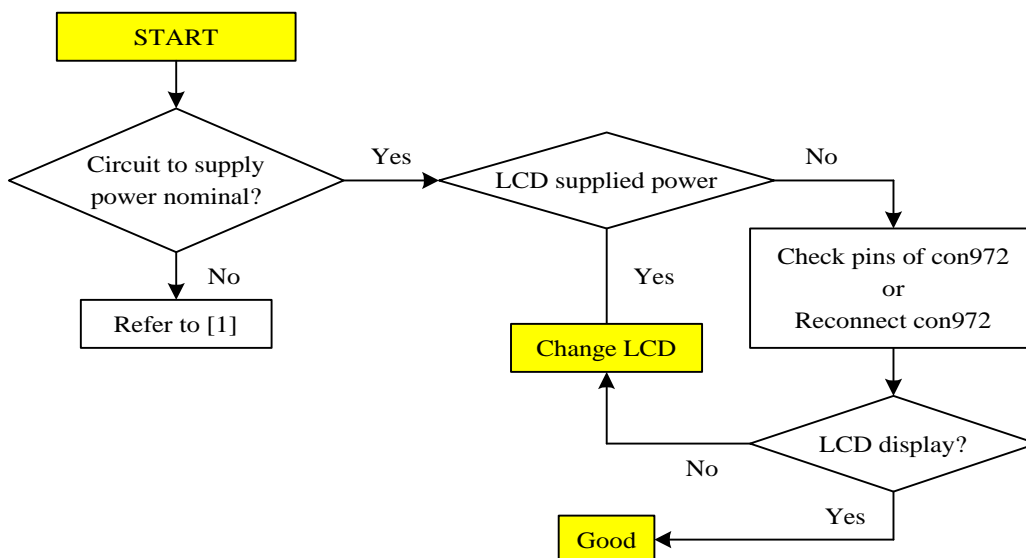 START
Circuit to supply
power nominal?
Yes
LCD supplied power
No
No
Refer to [1]
Yes
Check pins of con972
or
Reconnect con972
Change LCD
LCD display?
No
Yes
Good